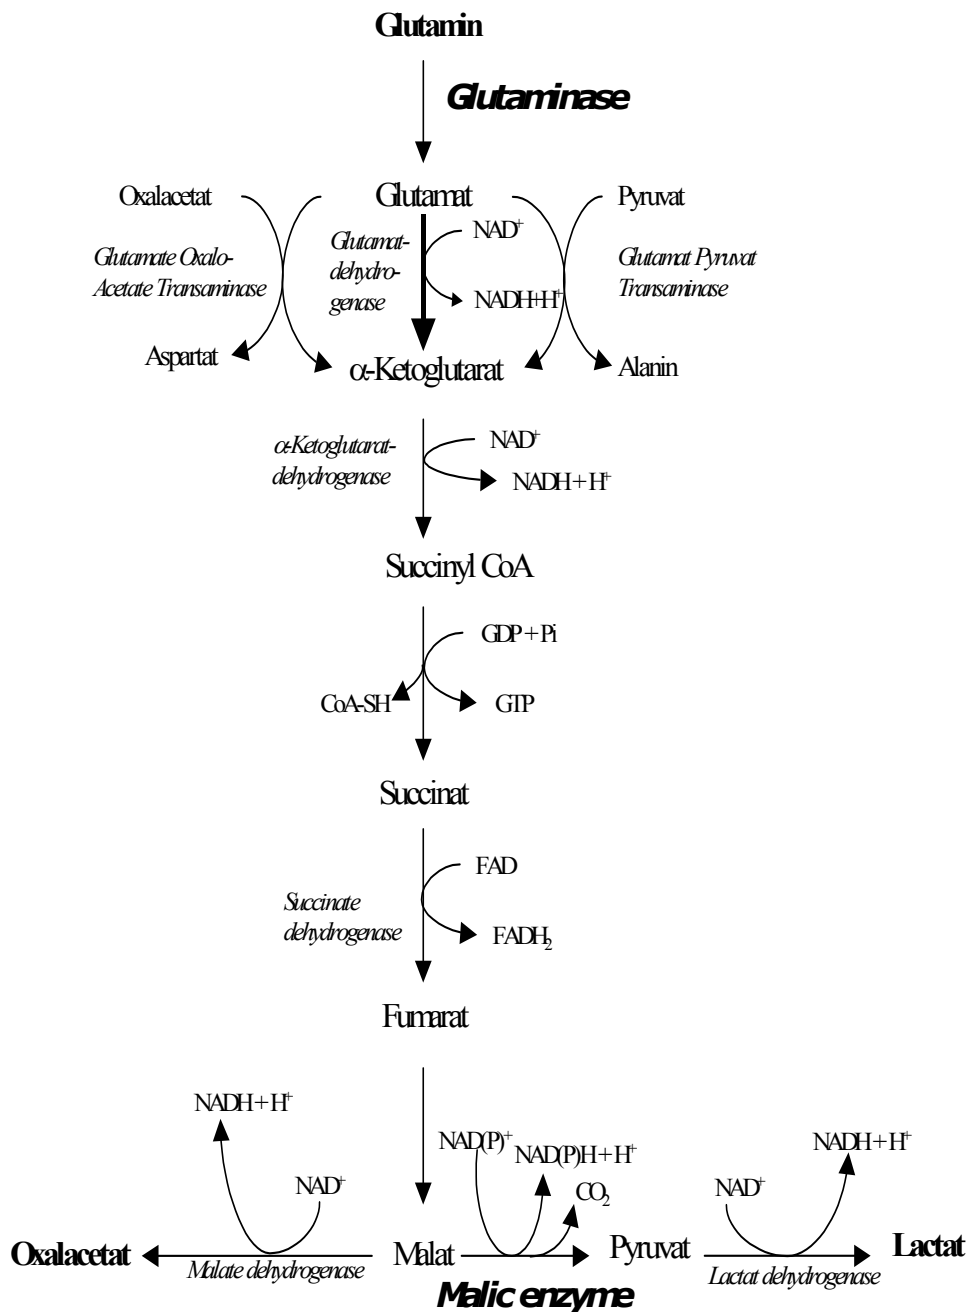 Glutamin
Glutaminase
Oxalacetat
Glutamat
Pyruvat
Glutamate Oxalo-
Acetate Transaminase
Glutamat-
dehydro-
genase
NAD⁺
NADH+H⁺
Glutamat Pyruvat
Transaminase
Aspartat
α-Ketoglutarat
Alanin
α-Ketoglutarat-
dehydrogenase
NAD⁺
NADH + H⁺
Succinyl CoA
GDP + Pi
CoA-SH
GTP
Succinat
FAD
Succinate
dehydrogenase
FADH₂
Fumarat
NADH + H⁺
NAD⁺
NAD(P)⁺
NAD(P)H + H⁺
CO₂
NAD⁺
NADH + H⁺
Oxalacetat
Malate dehydrogenase
Malat
Malic enzyme
Pyruvat
Lactat dehydrogenase
Lactat